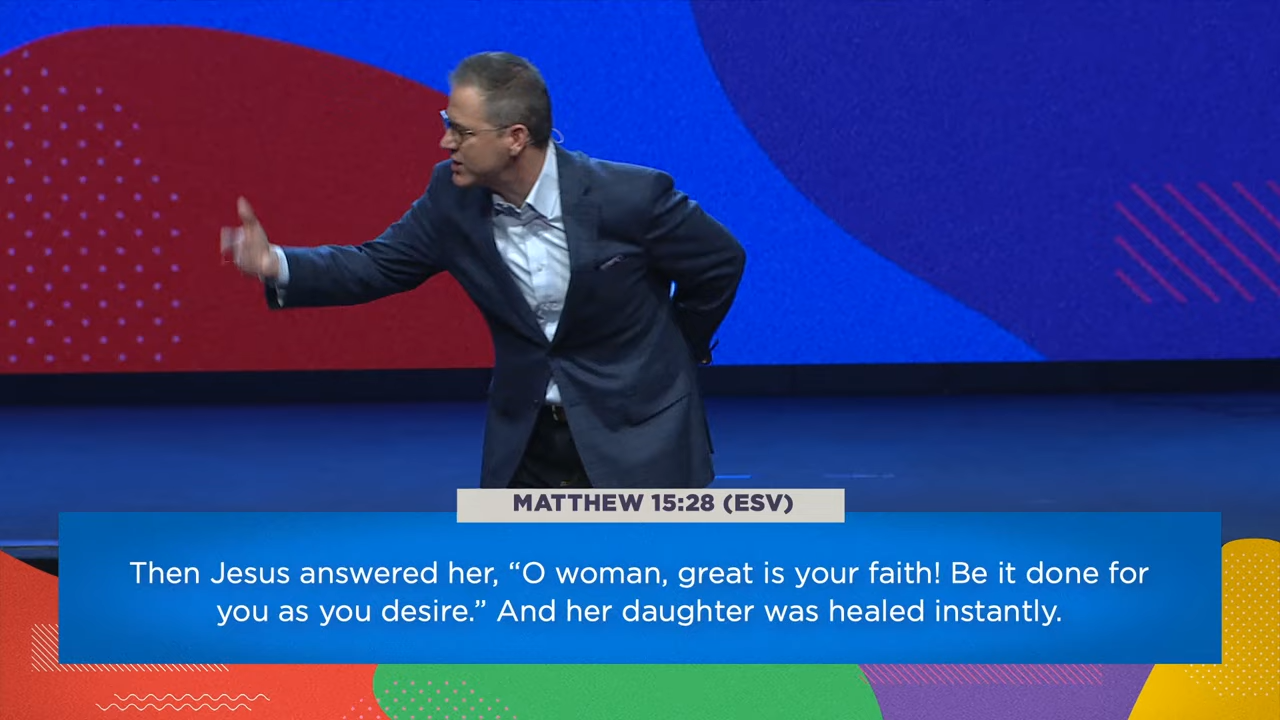 MATTHEW 15:28 (ESV)
Then Jesus answered her, “O woman, great is your faith! Be it done for
you as you desire.” And her daughter was healed instantly.